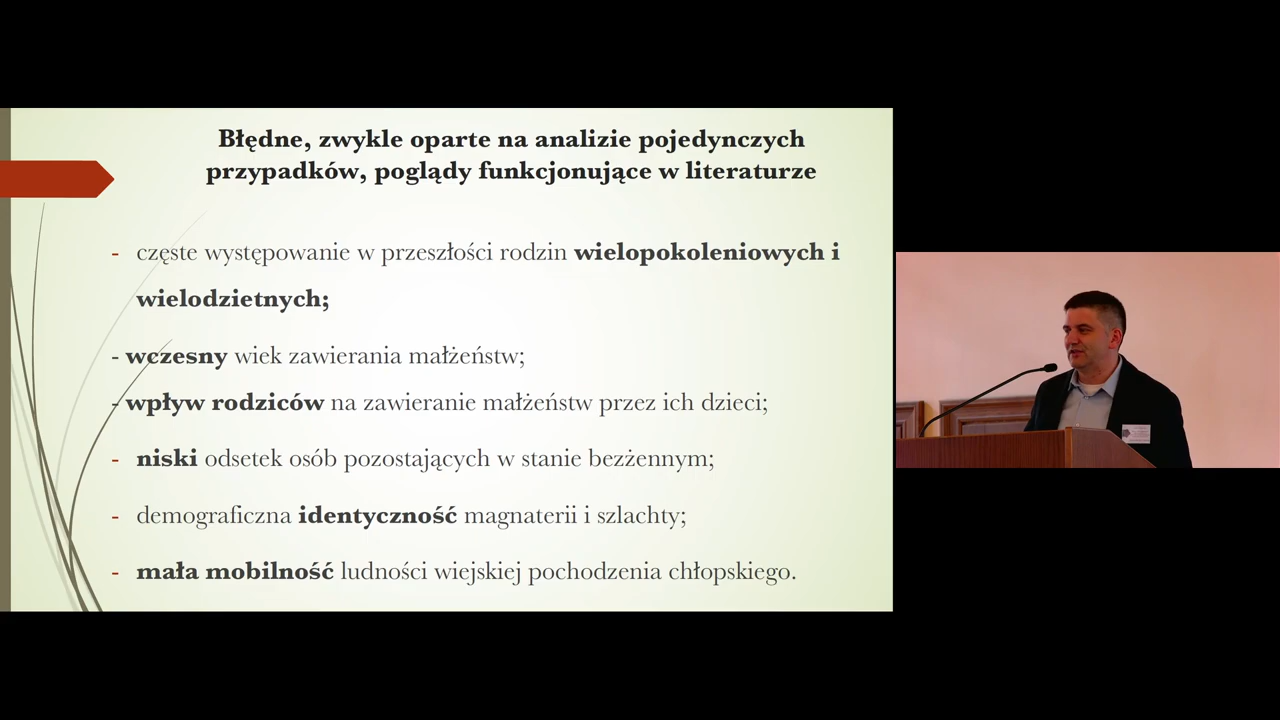 Błędne, zwykle oparte na analizie pojedynczych
przypadków, poglądy funkcjonujące w literaturze
- częste występowanie w przeszłości rodzin wielopokoleniowych i
wielodzietnych;
- wczesny wiek zawierania małżeństw;
- wpływ rodziców na zawieranie małżeństw przez ich dzieci;
- niski odsetek osób pozostających w stanie bezżennym;
- demograficzna identyczność magnaterii i szlachty;
- mała mobilność ludności wiejskiej pochodzenia chłopskiego.